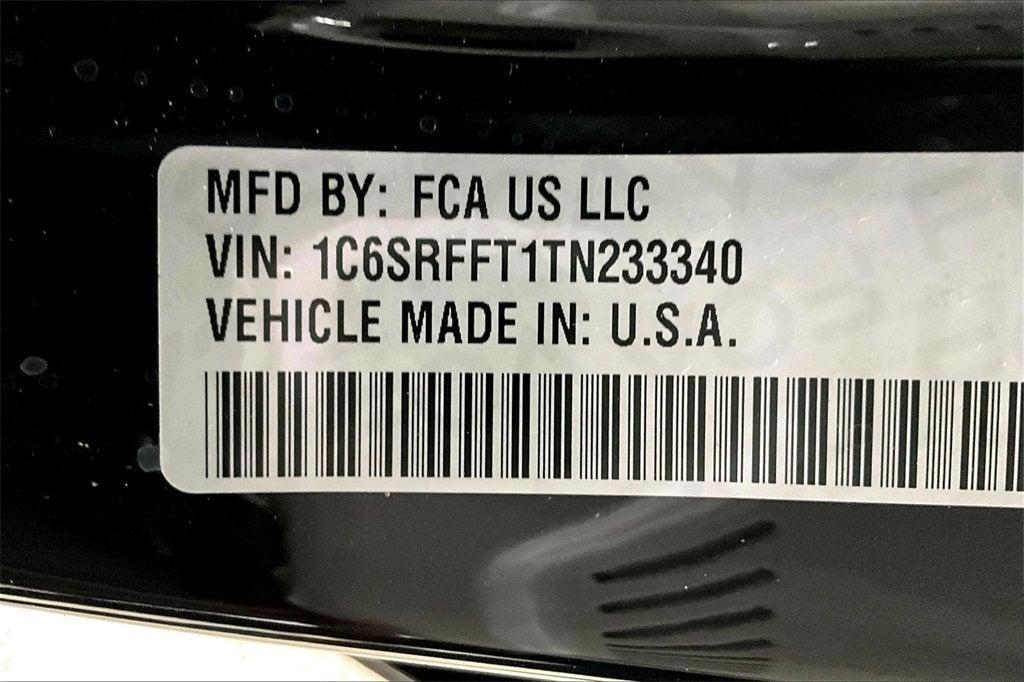 MFD BY: FCA US LLC
VIN: 1C6SRFFT1TN233340
VEHICLE MADE IN: U.S.A.